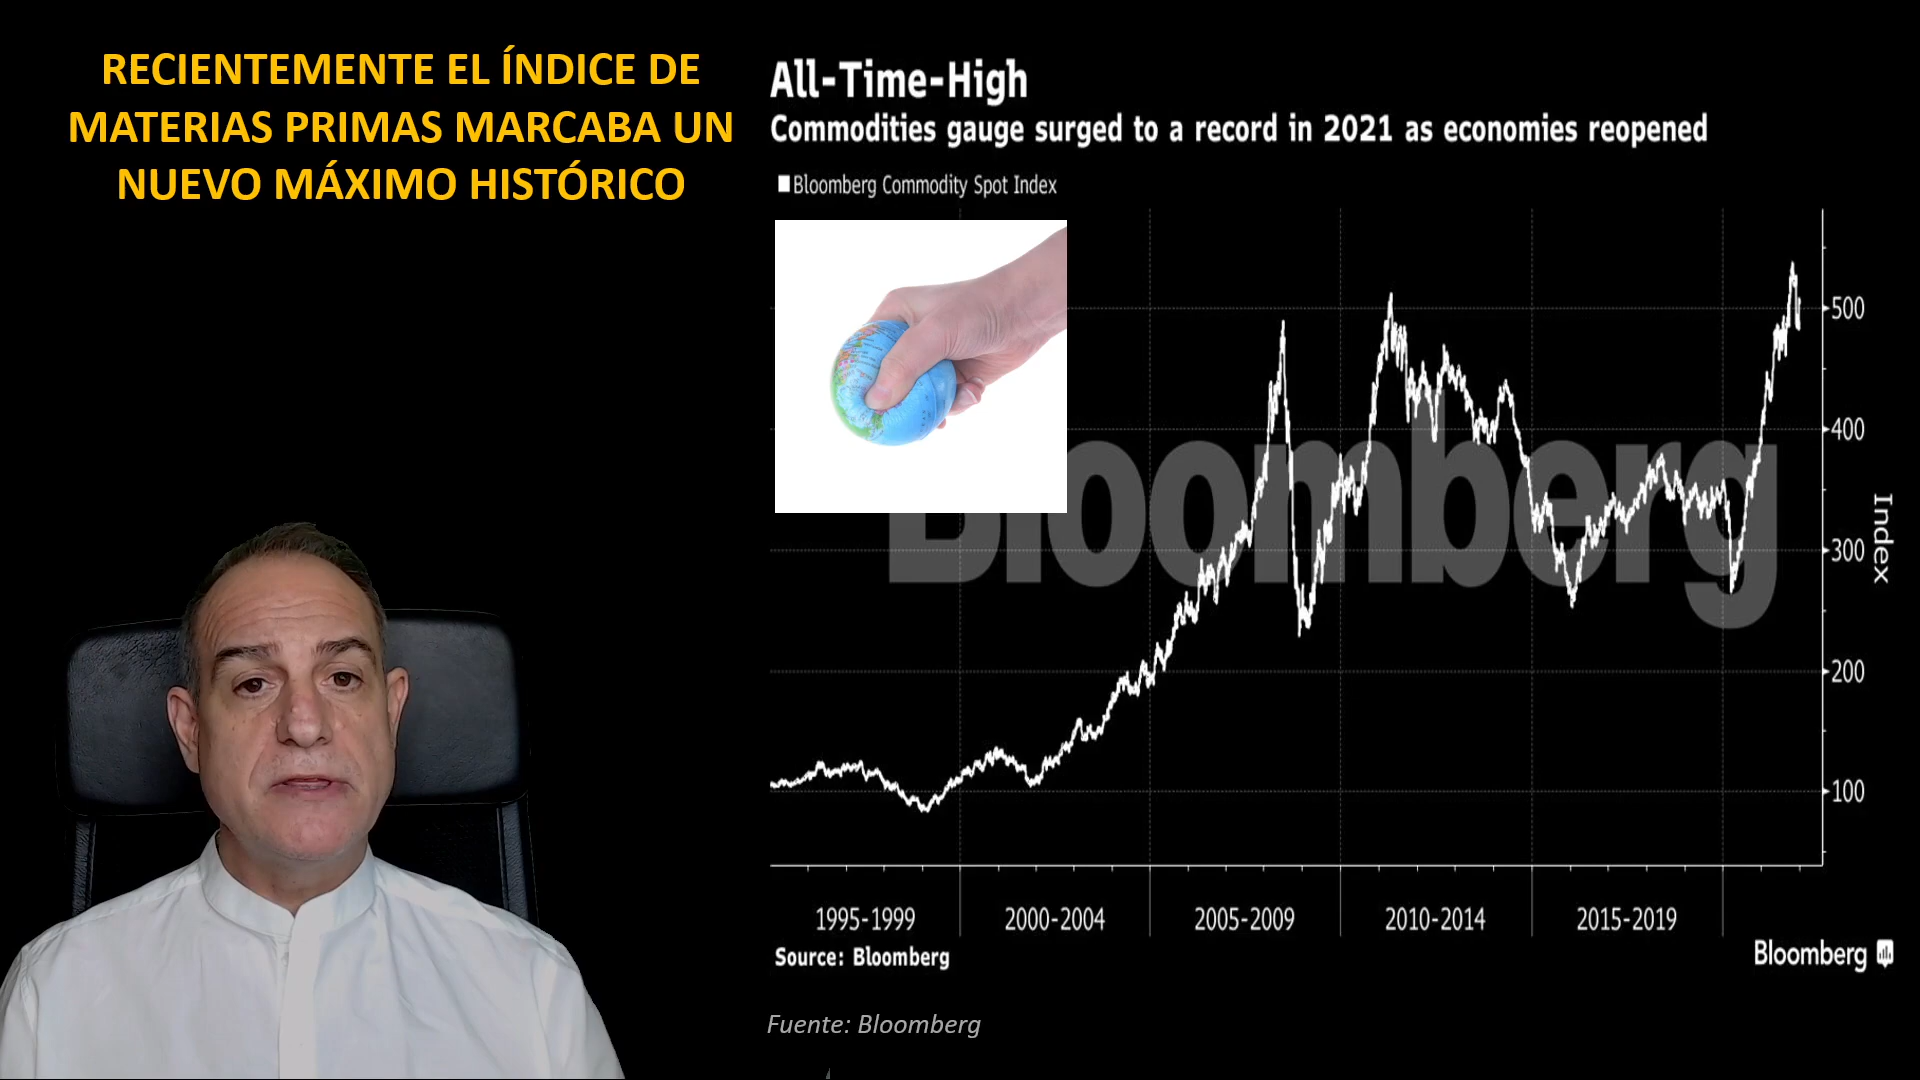 RECIENTEMENTE EL ÍNDICE DE
MATERIAS PRIMAS MARCABA UN
NUEVO MÁXIMO HISTÓRICO
All-Time-High
Commodities gauge surged to a record in 2021 as economies reopened
Bloomberg Commodity Spot Index
Bloomberg
500
400
300
200
100
Index
1995-1999 2000-2004 2005-2009 2010-2014 2015-2019
Source: Bloomberg
Bloomberg
Fuente: Bloomberg